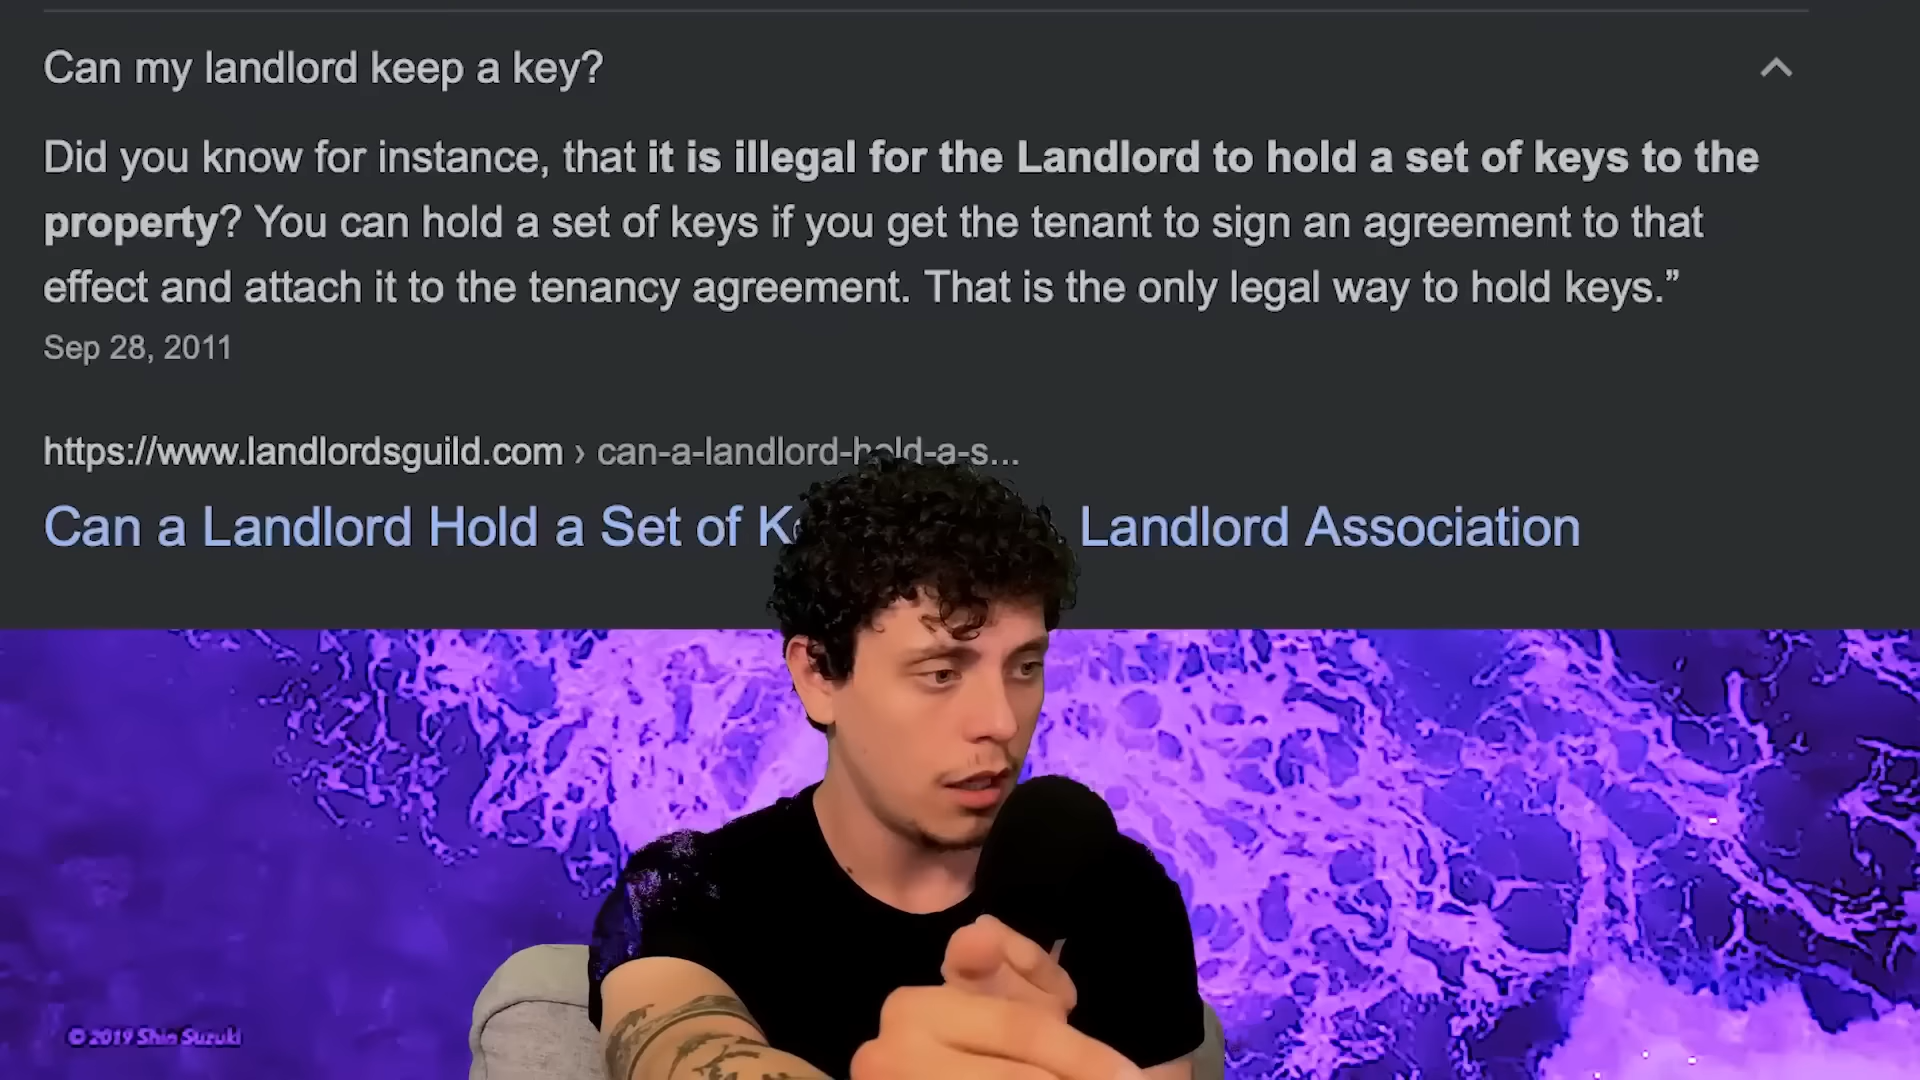 Can my landlord keep a key?
Did you know for instance, that it is illegal for the Landlord to hold a set of keys to the
property? You can hold a set of keys if you get the tenant to sign an agreement to that
effect and attach it to the tenancy agreement. That is the only legal way to hold keys.”
Sep 28, 2011
https://www.landlordsguild.com › can-a-landlord-hold-a-s...
Can a Landlord Hold a Set of Landlord Association
© 2019 Shin Suzuki